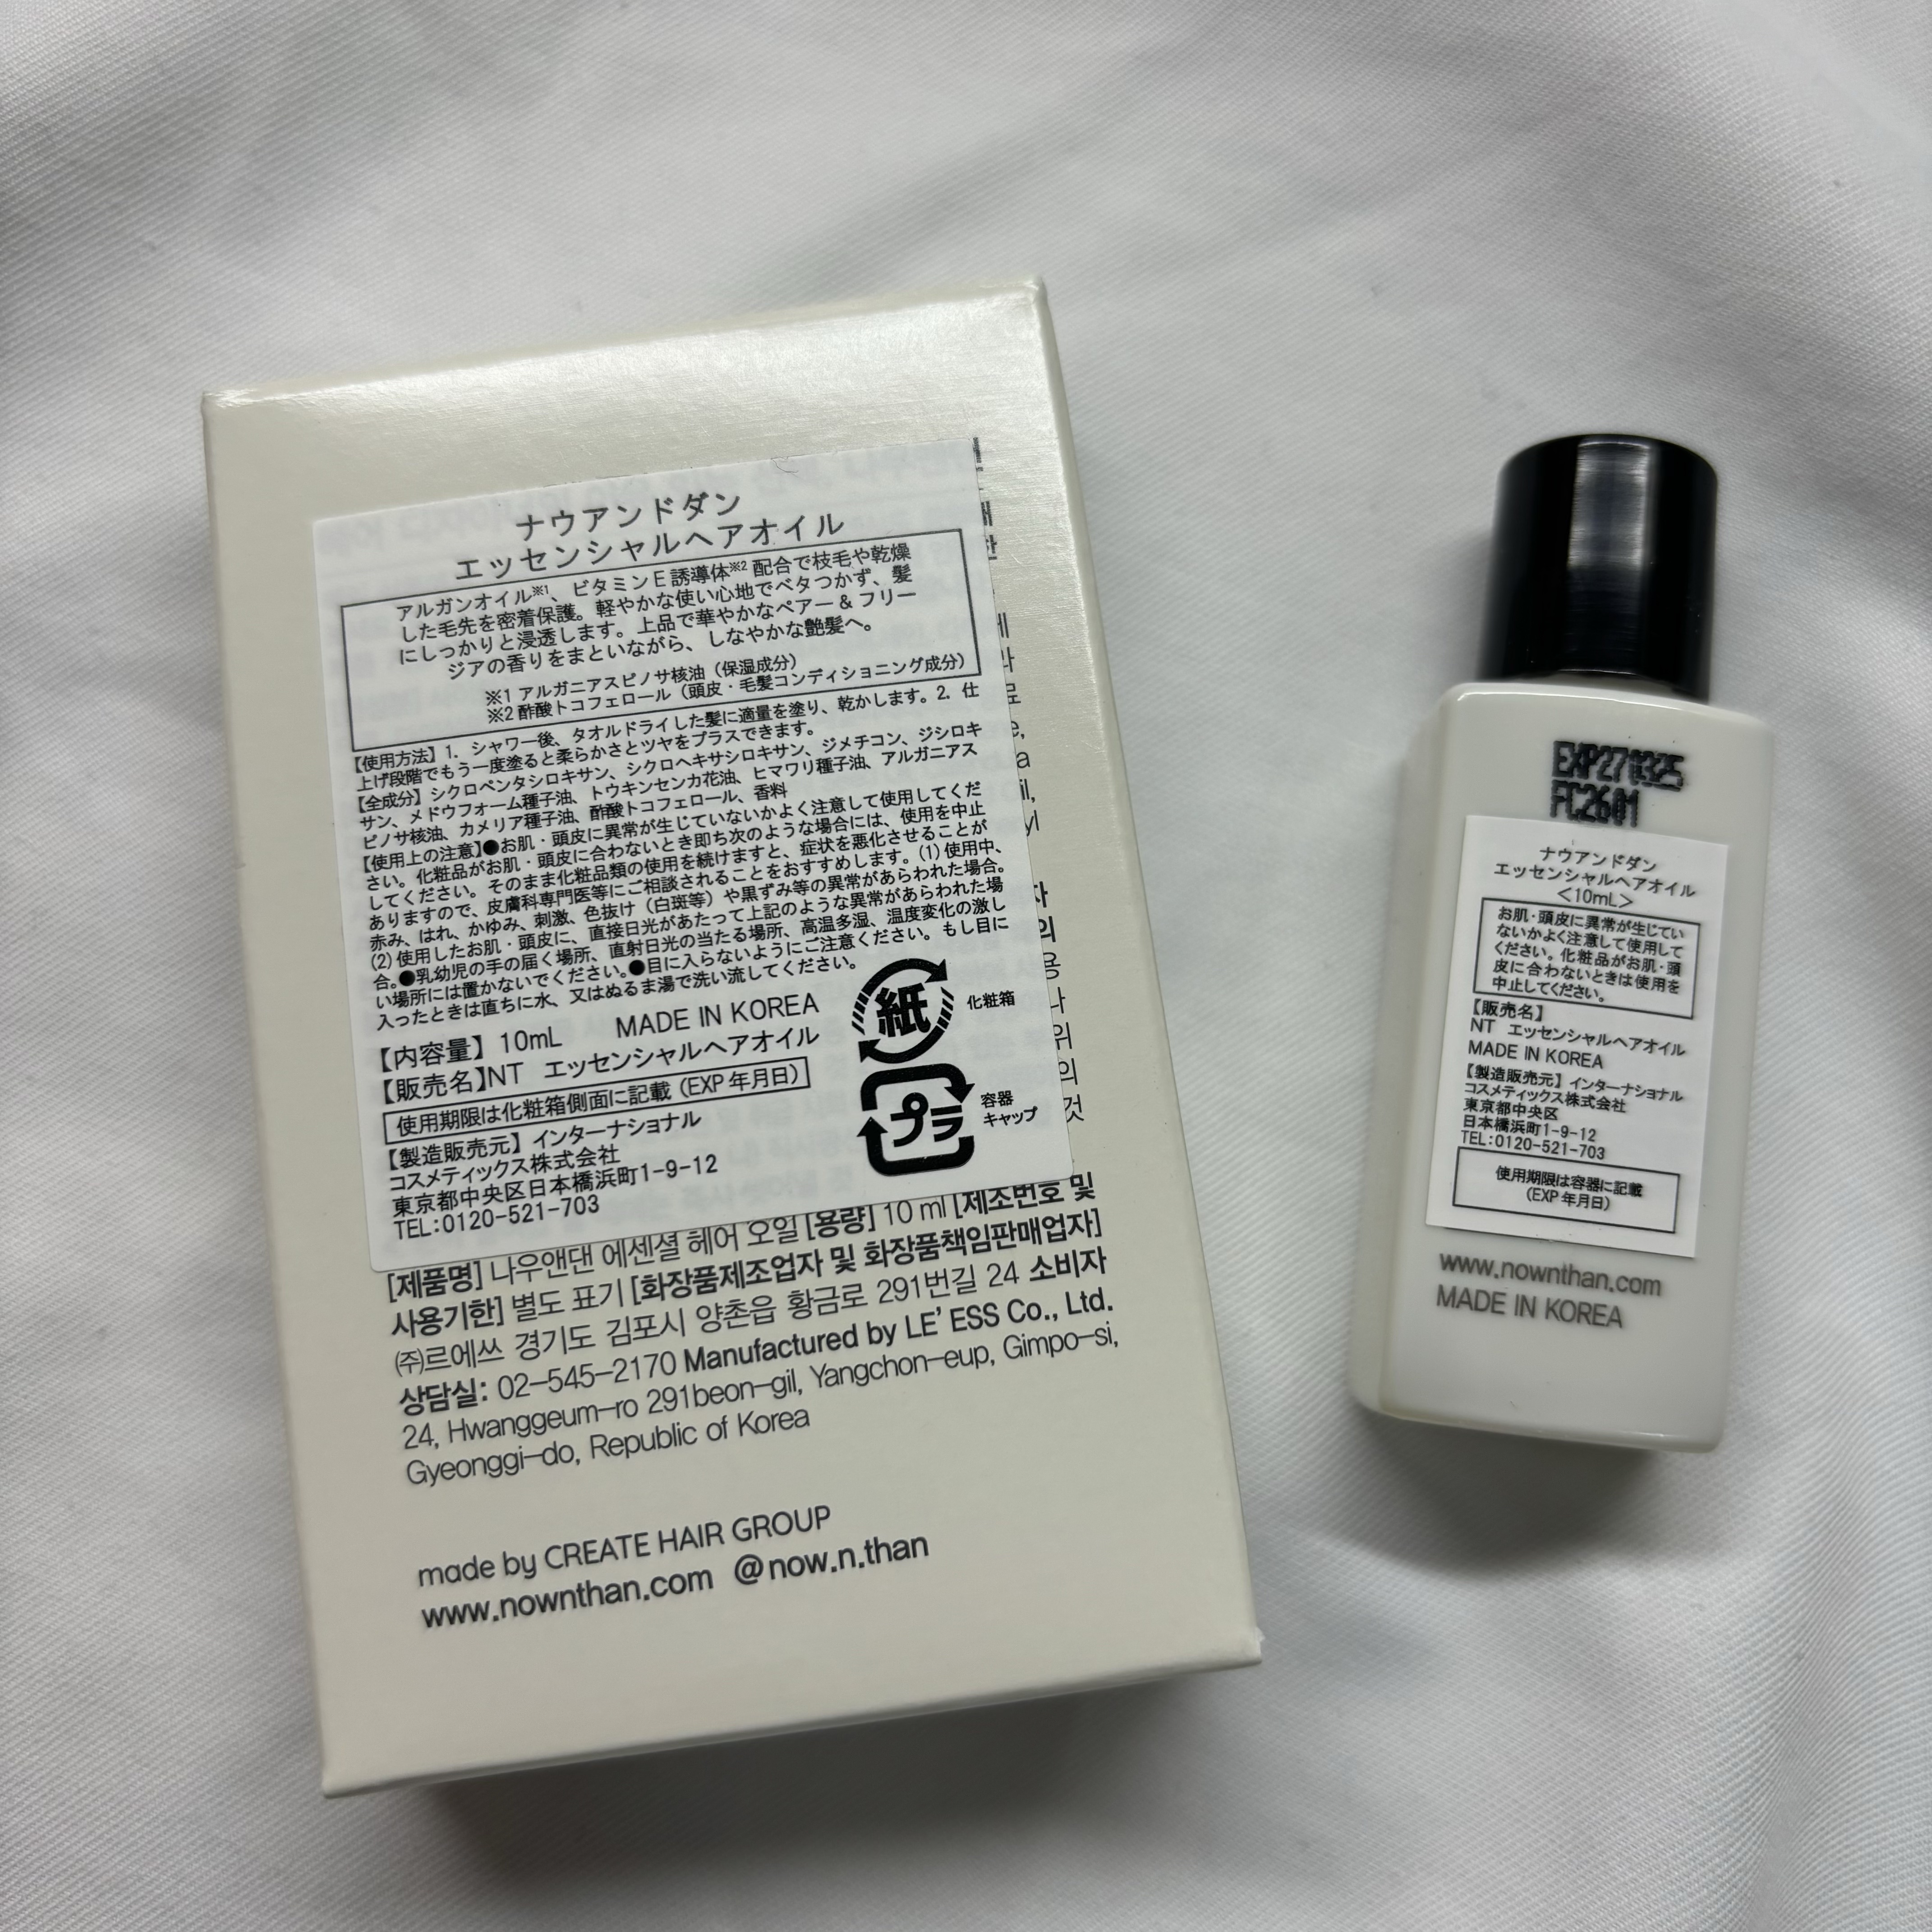 ナウアンドダン
エッセンシャルヘアオイル
アルガンオイル※1、ビタミンE誘導体※2 配合で枝毛や乾燥
した毛先を密着保護。軽やかな使い心地でベタつかず、髪
にしっかりと浸透します。上品で華やかなペアー & フリー
ジアの香りをまといながら、しなやかな艶髪へ。
※1 アルガニアスピノサ核油（保湿成分）
※2 酢酸トコフェロール（頭皮・毛髪コンディショニング成分）
【使用方法】1. シャワー後、タオルドライした髪に適量を塗り、乾かします。2. 仕
上げ段階でもう一度塗ると柔らかさとツヤをプラスできます。
【全成分】シクロペンタシロキサン、シクロヘキサシロキサン、ジメチコン、ジシロキ
サン、メドウフォーム種子油、トウキンセンカ花油、ヒマワリ種子油、アルガニアス
ピノサ核油、カメリア種子油、酢酸トコフェロール、香料
【使用上の注意】●お肌・頭皮に異常が生じていないかよく注意して使用してくだ
さい。化粧品がお肌・頭皮に合わないとき即ち次のような場合には、使用を中止
してください。そのまま化粧品類の使用を続けますと、症状を悪化させることが
ありますので、皮膚科専門医等にご相談されることをおすすめします。(1)使用中、
赤み、はれ、かゆみ、刺激、色抜け（白斑等）や黒ずみ等の異常があらわれた場合。
(2)使用したお肌・頭皮に、直接日光があたって上記のような異常があらわれた場
合。●乳幼児の手の届く場所、直射日光の当たる場所、高温多湿、温度変化の激し
い場所には置かないでください。●目に入らないようにご注意ください。もし目に
入ったときは直ちに水、又はぬるま湯で洗い流してください。
【内容量】10mL MADE IN KOREA
【販売名】NT エッセンシャルヘアオイル
使用期限は化粧箱側面に記載（EXP 年月日）
【製造販売元】インターナショナル
コスメティックス株式会社
東京都中央区日本橋浜町1-9-12
TEL:0120-521-703
紙 化粧箱
プラ 容器
キャップ
[제품명] 나우앤댄 에센셜 헤어 오일 [용량] 10 ml [제조번호 및
사용기한] 별도 표기 [화장품제조업자 및 화장품책임판매업자]
㈜르에쓰 경기도 김포시 양촌읍 황금로 291번길 24 소비자
상담실: 02-545-2170 Manufactured by LE' ESS Co., Ltd.
24, Hwanggeum-ro 291beon-gil, Yangchon-eup, Gimpo-si,
Gyeonggi-do, Republic of Korea
made by CREATE HAIR GROUP
www.nownthan.com @now.n.than
EXP270325
FC2601
ナウアンドダン
エッセンシャルヘアオイル
<10mL>
お肌・頭皮に異常が生じてい
ないかよく注意して使用して
ください。化粧品がお肌・頭
皮に合わないときは使用を
中止してください。
【販売名】
NT エッセンシャルヘアオイル
MADE IN KOREA
【製造販売元】インターナショナル
コスメティックス株式会社
東京都中央区
日本橋浜町1-9-12
TEL:0120-521-703
使用期限は容器に記載
(EXP 年月日)
www.nownthan.com
MADE IN KOREA